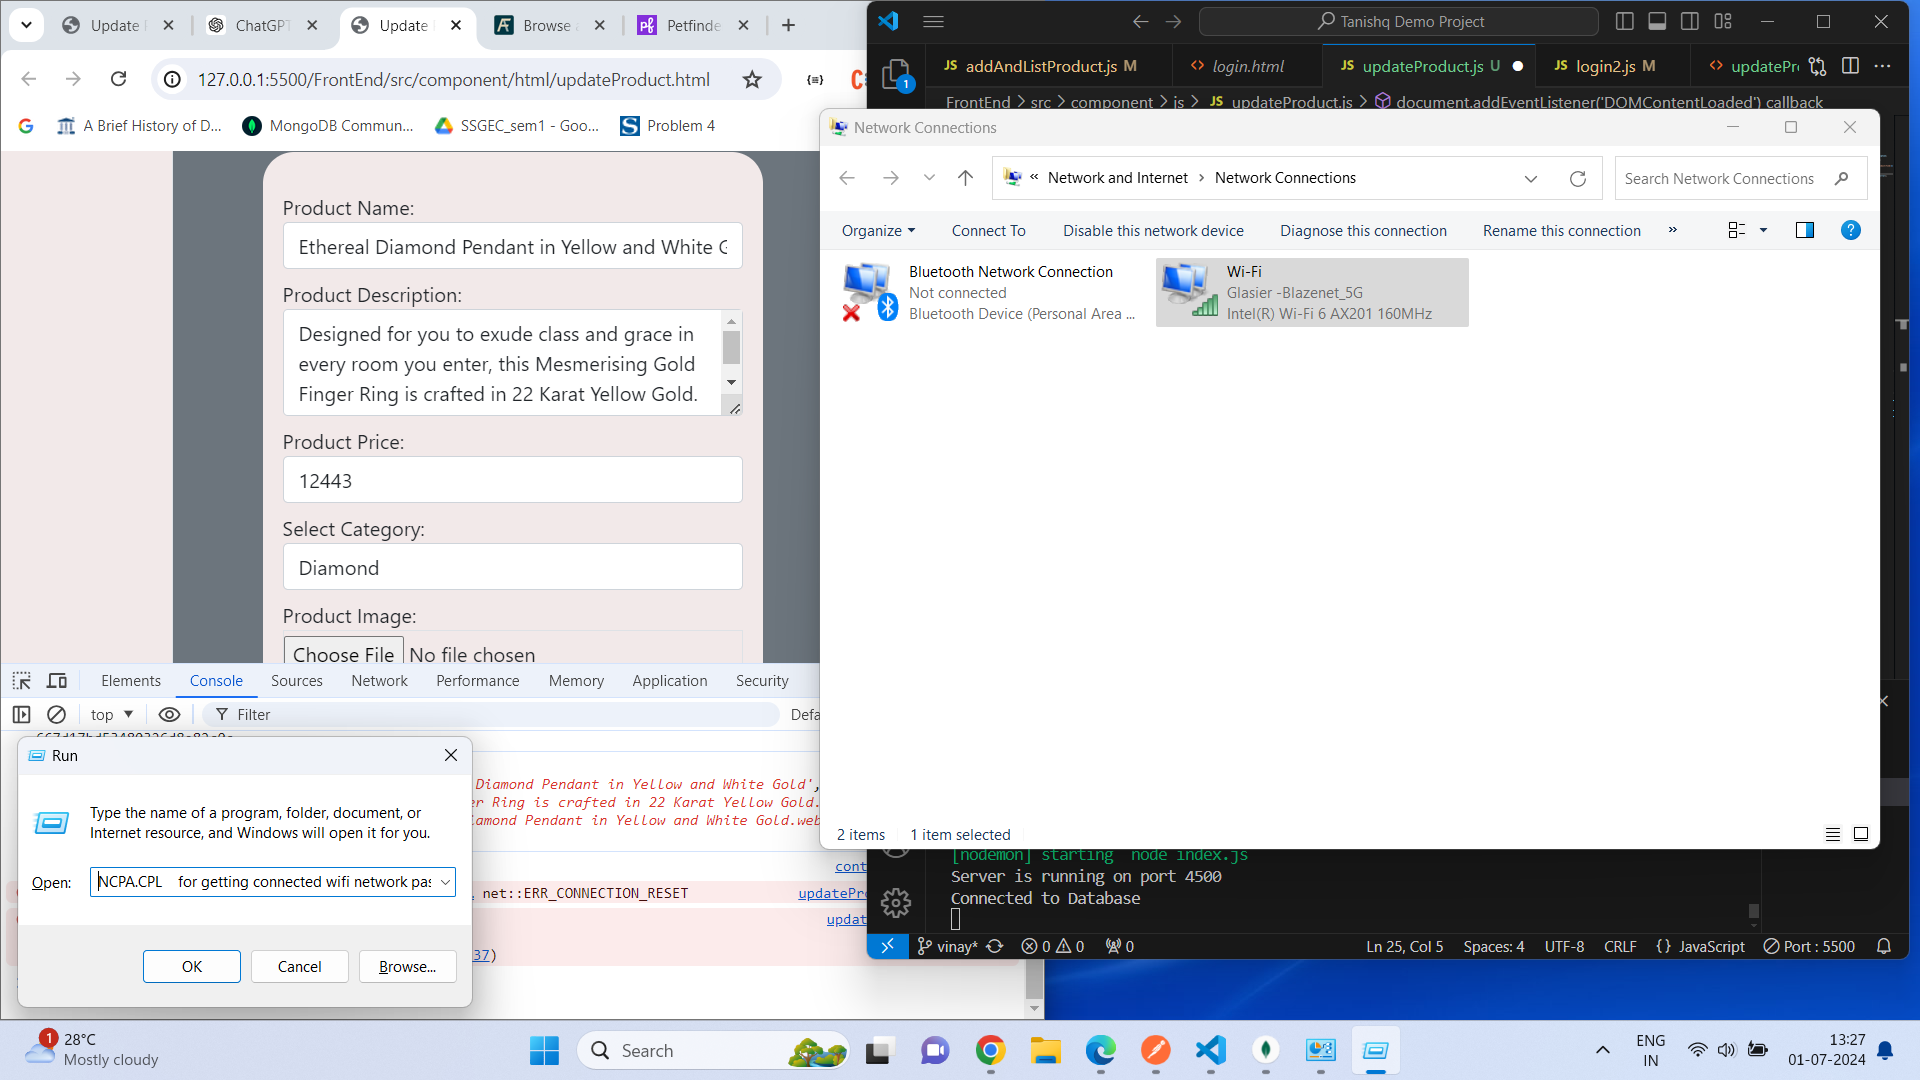 Update P
ChatGPT
Update
Browse a
Petfinde
127.0.0.1:5500/FrontEnd/src/component/html/updateProduct.html
A Brief History of D...
MongoDB Commun...
SSGEC_sem1 - Goo...
Problem 4
Product Name:
Ethereal Diamond Pendant in Yellow and White G
Product Description:
Designed for you to exude class and grace in
every room you enter, this Mesmerising Gold
Finger Ring is crafted in 22 Karat Yellow Gold.
Product Price:
12443
Select Category:
Diamond
Product Image:
Choose File No file chosen
Elements Console Sources Network Performance Memory Application Security
top Filter Defa
Diamond Pendant in Yellow and White Gold',
er Ring is crafted in 22 Karat Yellow Gold.
iamond Pendant in Yellow and White Gold.web
cont
net::ERR_CONNECTION_RESET updatePr
updat
37)
Run
Type the name of a program, folder, document, or
Internet resource, and Windows will open it for you.
Open: NCPA.CPL for getting connected wifi network pas
OK Cancel Browse...
Tanishq Demo Project
JS addAndListProduct.js M
<> login.html
JS updateProduct.js U
JS login2.js M
<> updatePr
FrontEnd > src > component > js > JS updateProduct.js > document.addEventListener('DOMContentLoaded') callback
1
Network Connections
« Network and Internet › Network Connections
Search Network Connections
Organize Connect To Disable this network device Diagnose this connection Rename this connection »
Bluetooth Network Connection
Not connected
Bluetooth Device (Personal Area ...
Wi-Fi
Glasier -Blazenet_5G
Intel(R) Wi-Fi 6 AX201 160MHz
2 items 1 item selected
[nodemon] starting `node index.js`
Server is running on port 4500
Connected to Database
vinay* 0 0 0 Ln 25, Col 5 Spaces: 4 UTF-8 CRLF {} JavaScript Port : 5500
1
28°C
Mostly cloudy
Search
ENG
IN
13:27
01-07-2024